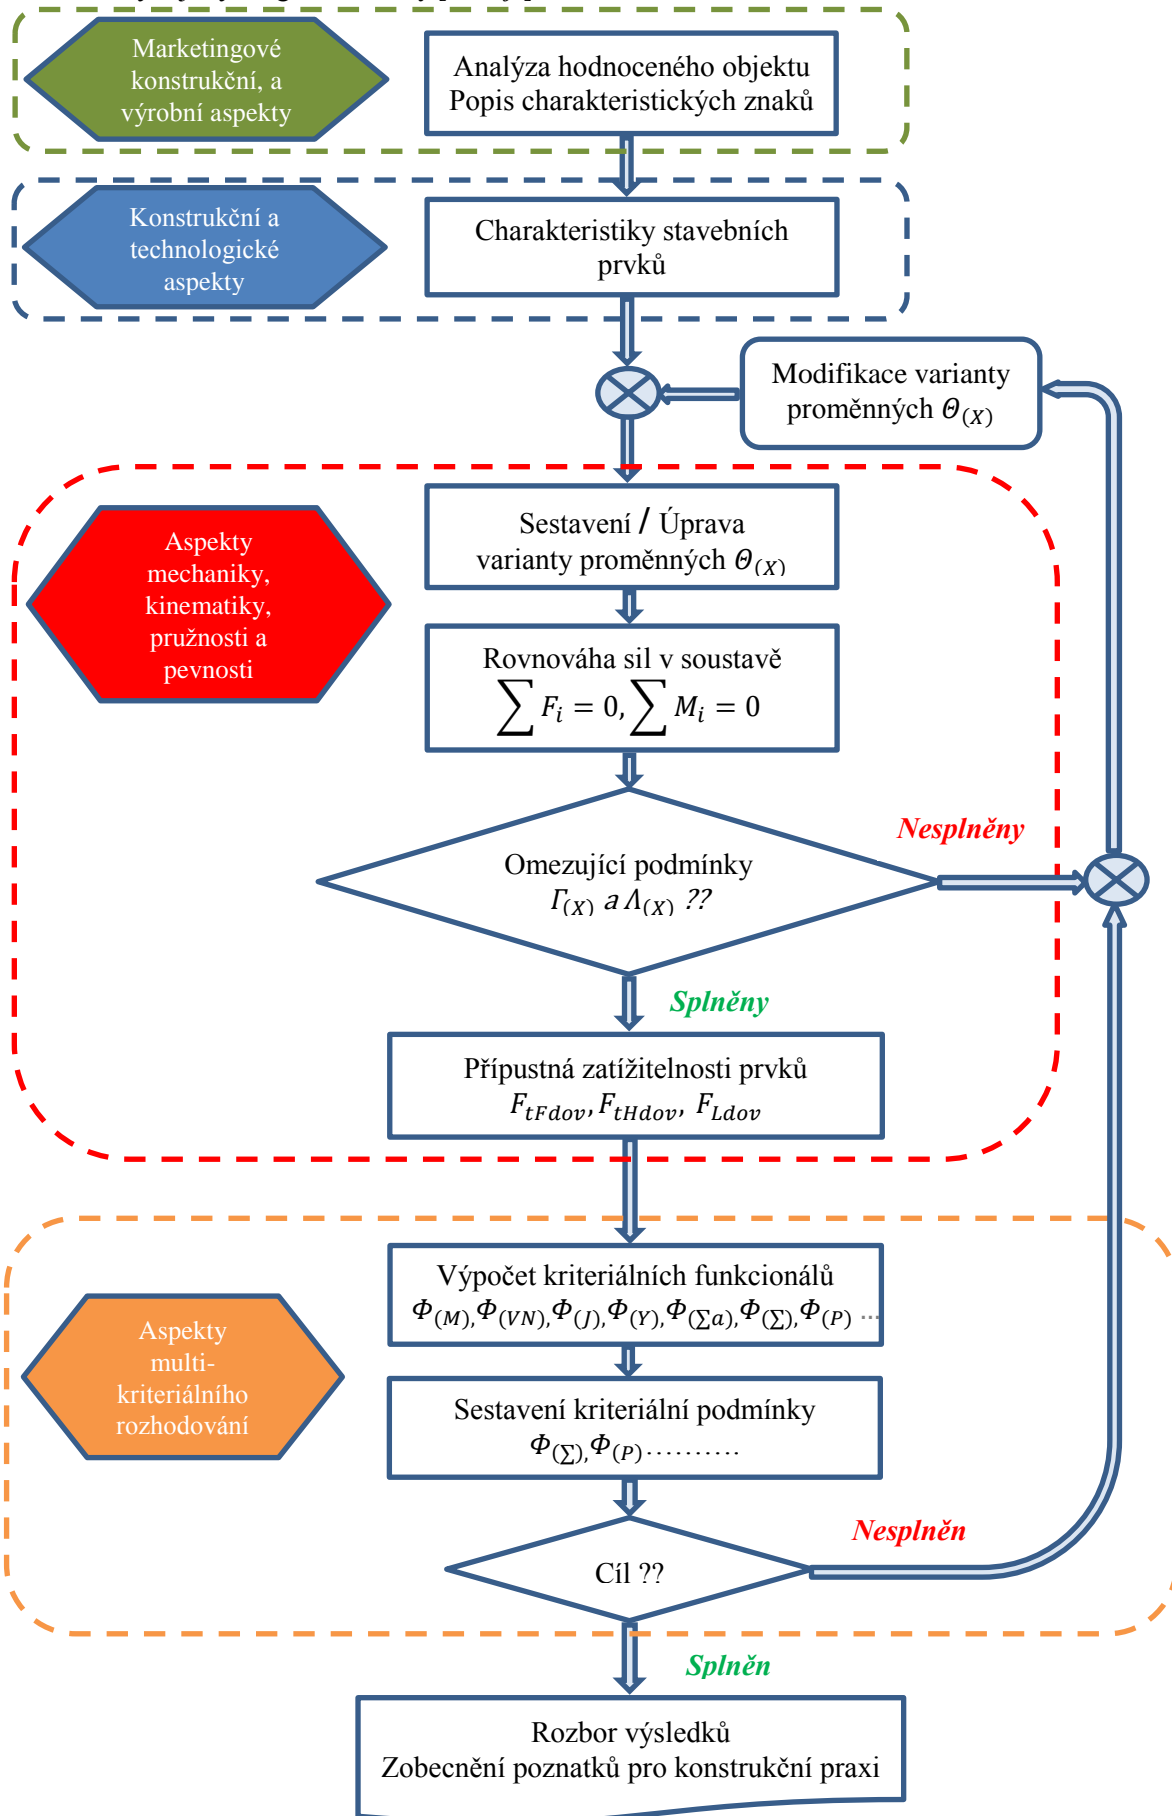 Marketingové
konstrukční, a
výrobní aspekty
Analýza hodnoceného objektu
Popis charakteristických znaků
Konstrukční a
technologické
aspekty
Charakteristiky stavebních
prvků
Modifikace varianty
proměnných Θ(X)
Aspekty
mechaniky,
kinematiky,
pružnosti a
pevnosti
Sestavení / Úprava
varianty proměnných Θ(X)
Rovnováha sil v soustavě
∑ Fi = 0, ∑ Mi = 0
Nesplněny
Omezující podmínky
Γ(X) a Λ(X) ??
Splněny
Přípustná zatížitelnosti prvků
FtFdov, FtHdov, FLdov
Výpočet kriteriálních funkcionálů
Φ(M), Φ(VN), Φ(J), Φ(Y), Φ(∑a), Φ(∑), Φ(P) ...
Aspekty
multi-
kriteriálního
rozhodování
Sestavení kriteriální podmínky
Φ(∑), Φ(P) ..........
Nesplněn
Cíl ??
Splněn
Rozbor výsledků
Zobecnění poznatků pro konstrukční praxi